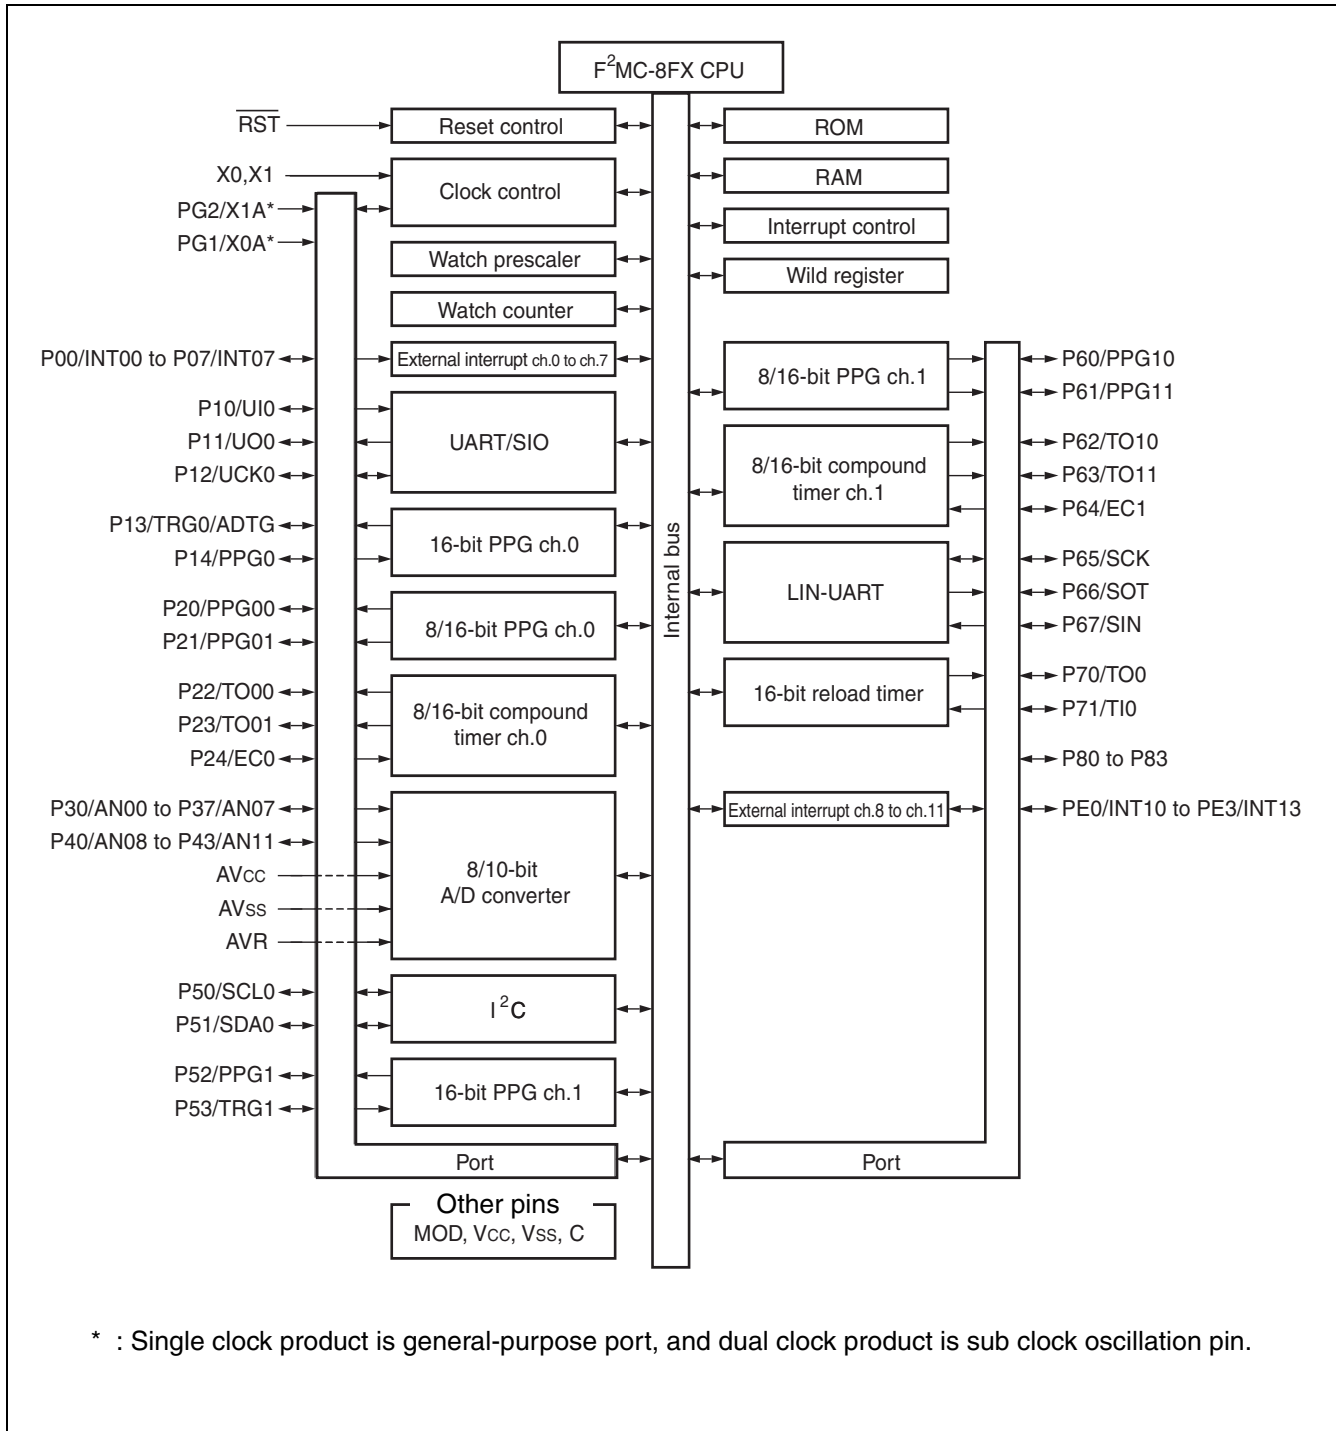 F²MC-8FX CPU
RST
Reset control
ROM
X0,X1
Clock control
RAM
PG2/X1A*
PG1/X0A*
Interrupt control
Watch prescaler
Wild register
Watch counter
P00/INT00 to P07/INT07
External interrupt ch.0 to ch.7
8/16-bit PPG ch.1
P60/PPG10
P61/PPG11
P10/UI0
P11/UO0
P12/UCK0
UART/SIO
8/16-bit compound
timer ch.1
P62/TO10
P63/TO11
P64/EC1
P13/TRG0/ADTG
P14/PPG0
16-bit PPG ch.0
Internal bus
LIN-UART
P65/SCK
P66/SOT
P67/SIN
P20/PPG00
P21/PPG01
8/16-bit PPG ch.0
16-bit reload timer
P70/TO0
P71/TI0
P22/TO00
P23/TO01
P24/EC0
8/16-bit compound
timer ch.0
P80 to P83
P30/AN00 to P37/AN07
P40/AN08 to P43/AN11
AVCC
AVSS
AVR
8/10-bit
A/D converter
External interrupt ch.8 to ch.11
PE0/INT10 to PE3/INT13
P50/SCL0
P51/SDA0
I²C
P52/PPG1
P53/TRG1
16-bit PPG ch.1
Port
Port
Other pins
MOD, VCC, VSS, C
* : Single clock product is general-purpose port, and dual clock product is sub clock oscillation pin.